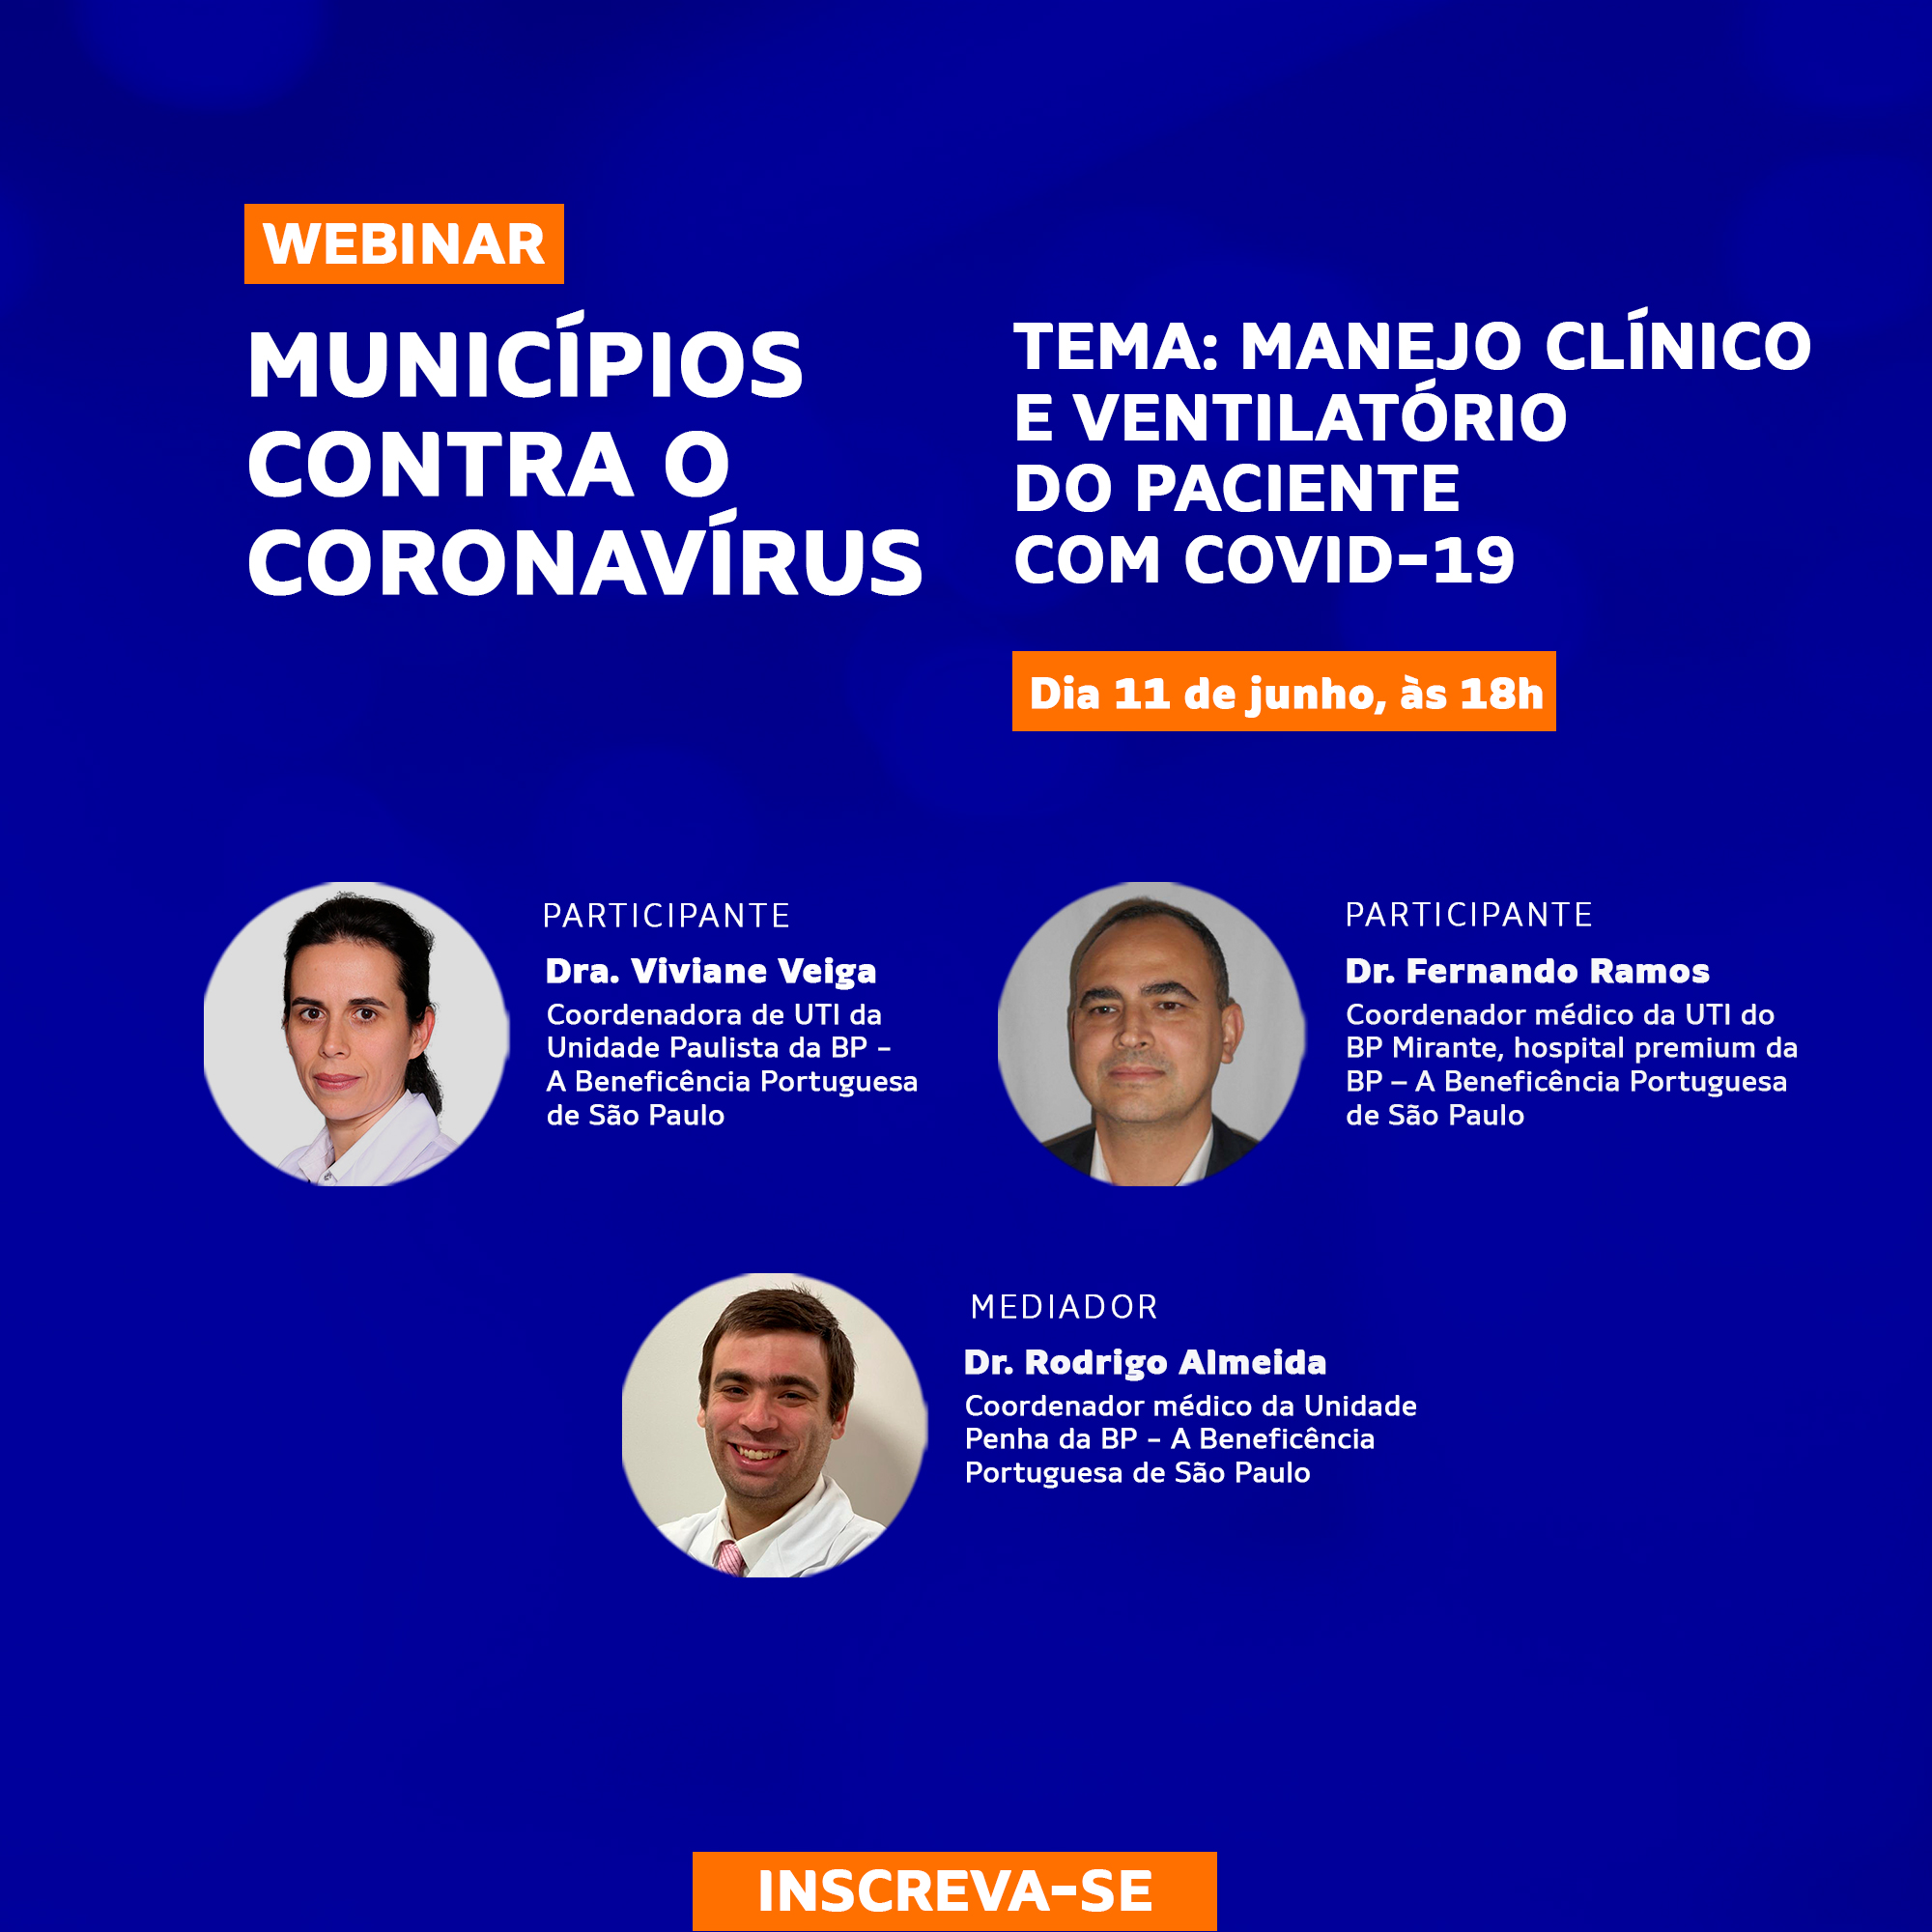 WEBINAR
MUNICÍPIOS
CONTRA O
CORONAVÍRUS
TEMA: MANEJO CLÍNICO
E VENTILATÓRIO
DO PACIENTE
COM COVID-19
Dia 11 de junho, às 18h
PARTICIPANTE
Dra. Viviane Veiga
Coordenadora de UTI da
Unidade Paulista da BP -
A Beneficência Portuguesa
de São Paulo
PARTICIPANTE
Dr. Fernando Ramos
Coordenador médico da UTI do
BP Mirante, hospital premium da
BP – A Beneficência Portuguesa
de São Paulo
MEDIADOR
Dr. Rodrigo Almeida
Coordenador médico da Unidade
Penha da BP - A Beneficência
Portuguesa de São Paulo
INSCREVA-SE